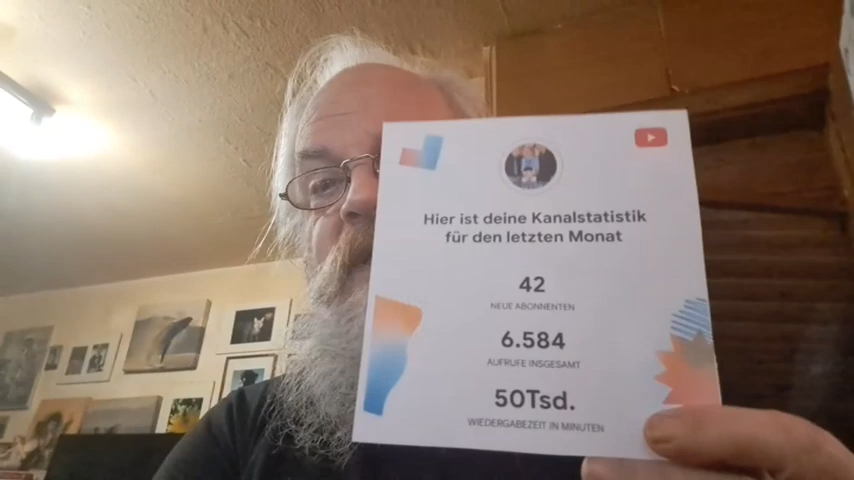 Hier ist deine Kanalstatistik
für den letzten Monat
42
NEUE ABONNENTEN
6.584
AUFRUFE INSGESAMT
50Tsd.
WIEDERGABEZEIT IN MINUTEN